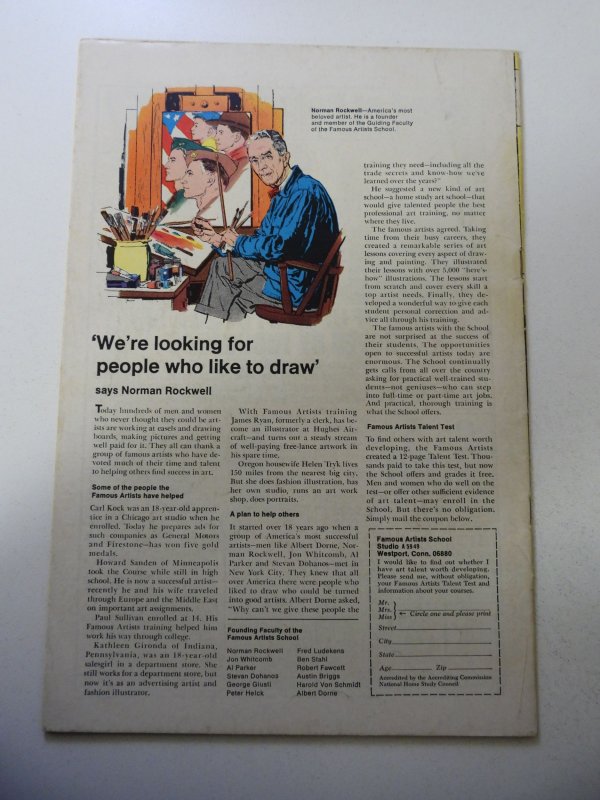 Norman Rockwell—America's most
beloved artist. He is a founder
and member of the Guiding Faculty
of the Famous Artists School.
'We're looking for
people who like to draw'
says Norman Rockwell
Today hundreds of men and women
who never thought they could be art-
ists are working at easels and drawing
boards, making pictures and getting
well paid for it. They all can thank a
group of famous artists who have de-
voted much of their time and talent
to helping others find success in art.
Some of the people the
Famous Artists have helped
Carl Kock was an 18-year-old appren-
tice in a Chicago art studio when he
enrolled. Today he prepares ads for
such companies as General Motors
and Firestone—has won five gold
medals.
Howard Sanden of Minneapolis
took the Course while still in high
school. He is now a successful artist—
recently he and his wife traveled
through Europe and the Middle East
on important art assignments.
Paul Sullivan enrolled at 14. His
Famous Artists training helped him
work his way through college.
Kathleen Gironda of Indiana,
Pennsylvania, was an 18-year-old
salesgirl in a department store. She
still works for a department store, but
now it's as an advertising artist and
fashion illustrator.
With Famous Artists training
James Ryan, formerly a clerk, has be-
come an illustrator at Hughes Air-
craft—and turns out a steady stream
of well-paying free-lance artwork in
his spare time.
Oregon housewife Helen Tryk lives
150 miles from the nearest big city.
But she does fashion illustration, has
her own studio, runs an art work
shop, does portraits.
A plan to help others
It started over 18 years ago when a
group of America's most successful
artists—men like Albert Dorne, Nor-
man Rockwell, Jon Whitcomb, Al
Parker and Stevan Dohanos—met in
New York City. They knew that all
over America there were people who
liked to draw who could be turned
into good artists. Albert Dorne asked,
"Why can't we give these people the
training they need—including all the
trade secrets and know-how we've
learned over the years?"
He suggested a new kind of art
school—a home study art school—that
would give talented people the best
professional art training, no matter
where they live.
The famous artists agreed. Taking
time from their busy careers, they
created a remarkable series of art
lessons covering every aspect of draw-
ing and painting. They illustrated
their lessons with over 5,000 "here's-
how" illustrations. The lessons start
from scratch and cover every skill a
top artist needs. Finally, they de-
veloped a wonderful way to give each
student personal correction and ad-
vice all through his training.
The famous artists with the School
are not surprised at the success of
their students. The opportunities
open to successful artists today are
enormous. The School continually
gets calls from all over the country
asking for practical well-trained stu-
dents—not geniuses—who can step
into full-time or part-time art jobs.
And practical, thorough training is
what the School offers.
Famous Artists Talent Test
To find others with art talent worth
developing, the Famous Artists
created a 12-page Talent Test. Thou-
sands paid to take this test, but now
the School offers and grades it free.
Men and women who do well on the
test—or offer other sufficient evidence
of art talent—may enroll in the
School. But there's no obligation.
Simply mail the coupon below.
Founding Faculty of the
Famous Artists School
Norman Rockwell
Jon Whitcomb
Al Parker
Stevan Dohanos
George Giusti
Peter Helck
Fred Ludekens
Ben Stahl
Robert Fawcett
Austin Briggs
Harold Von Schmidt
Albert Dorne
Famous Artists School
Studio A 5849
Westport, Conn. 06880
I would like to find out whether I
have art talent worth developing.
Please send me, without obligation,
your Famous Artists Talent Test and
information about your courses.
Mr.
Mrs. ← Circle one and please print
Miss
Street
City
State
Age Zip
Accredited by the Accrediting Commission
National Home Study Council